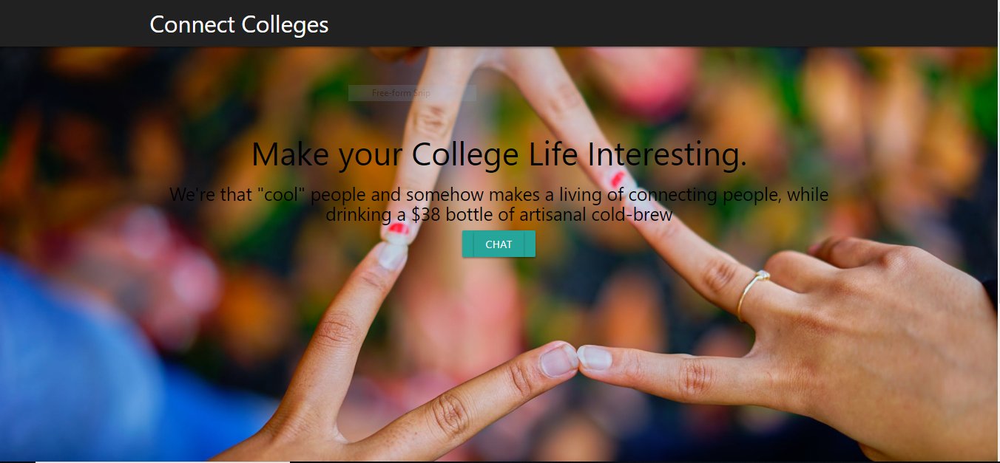 Connect Colleges
Free-form Snip
Make your College Life Interesting.
We're that "cool" people and somehow makes a living of connecting people, while
drinking a $38 bottle of artisanal cold-brew
CHAT